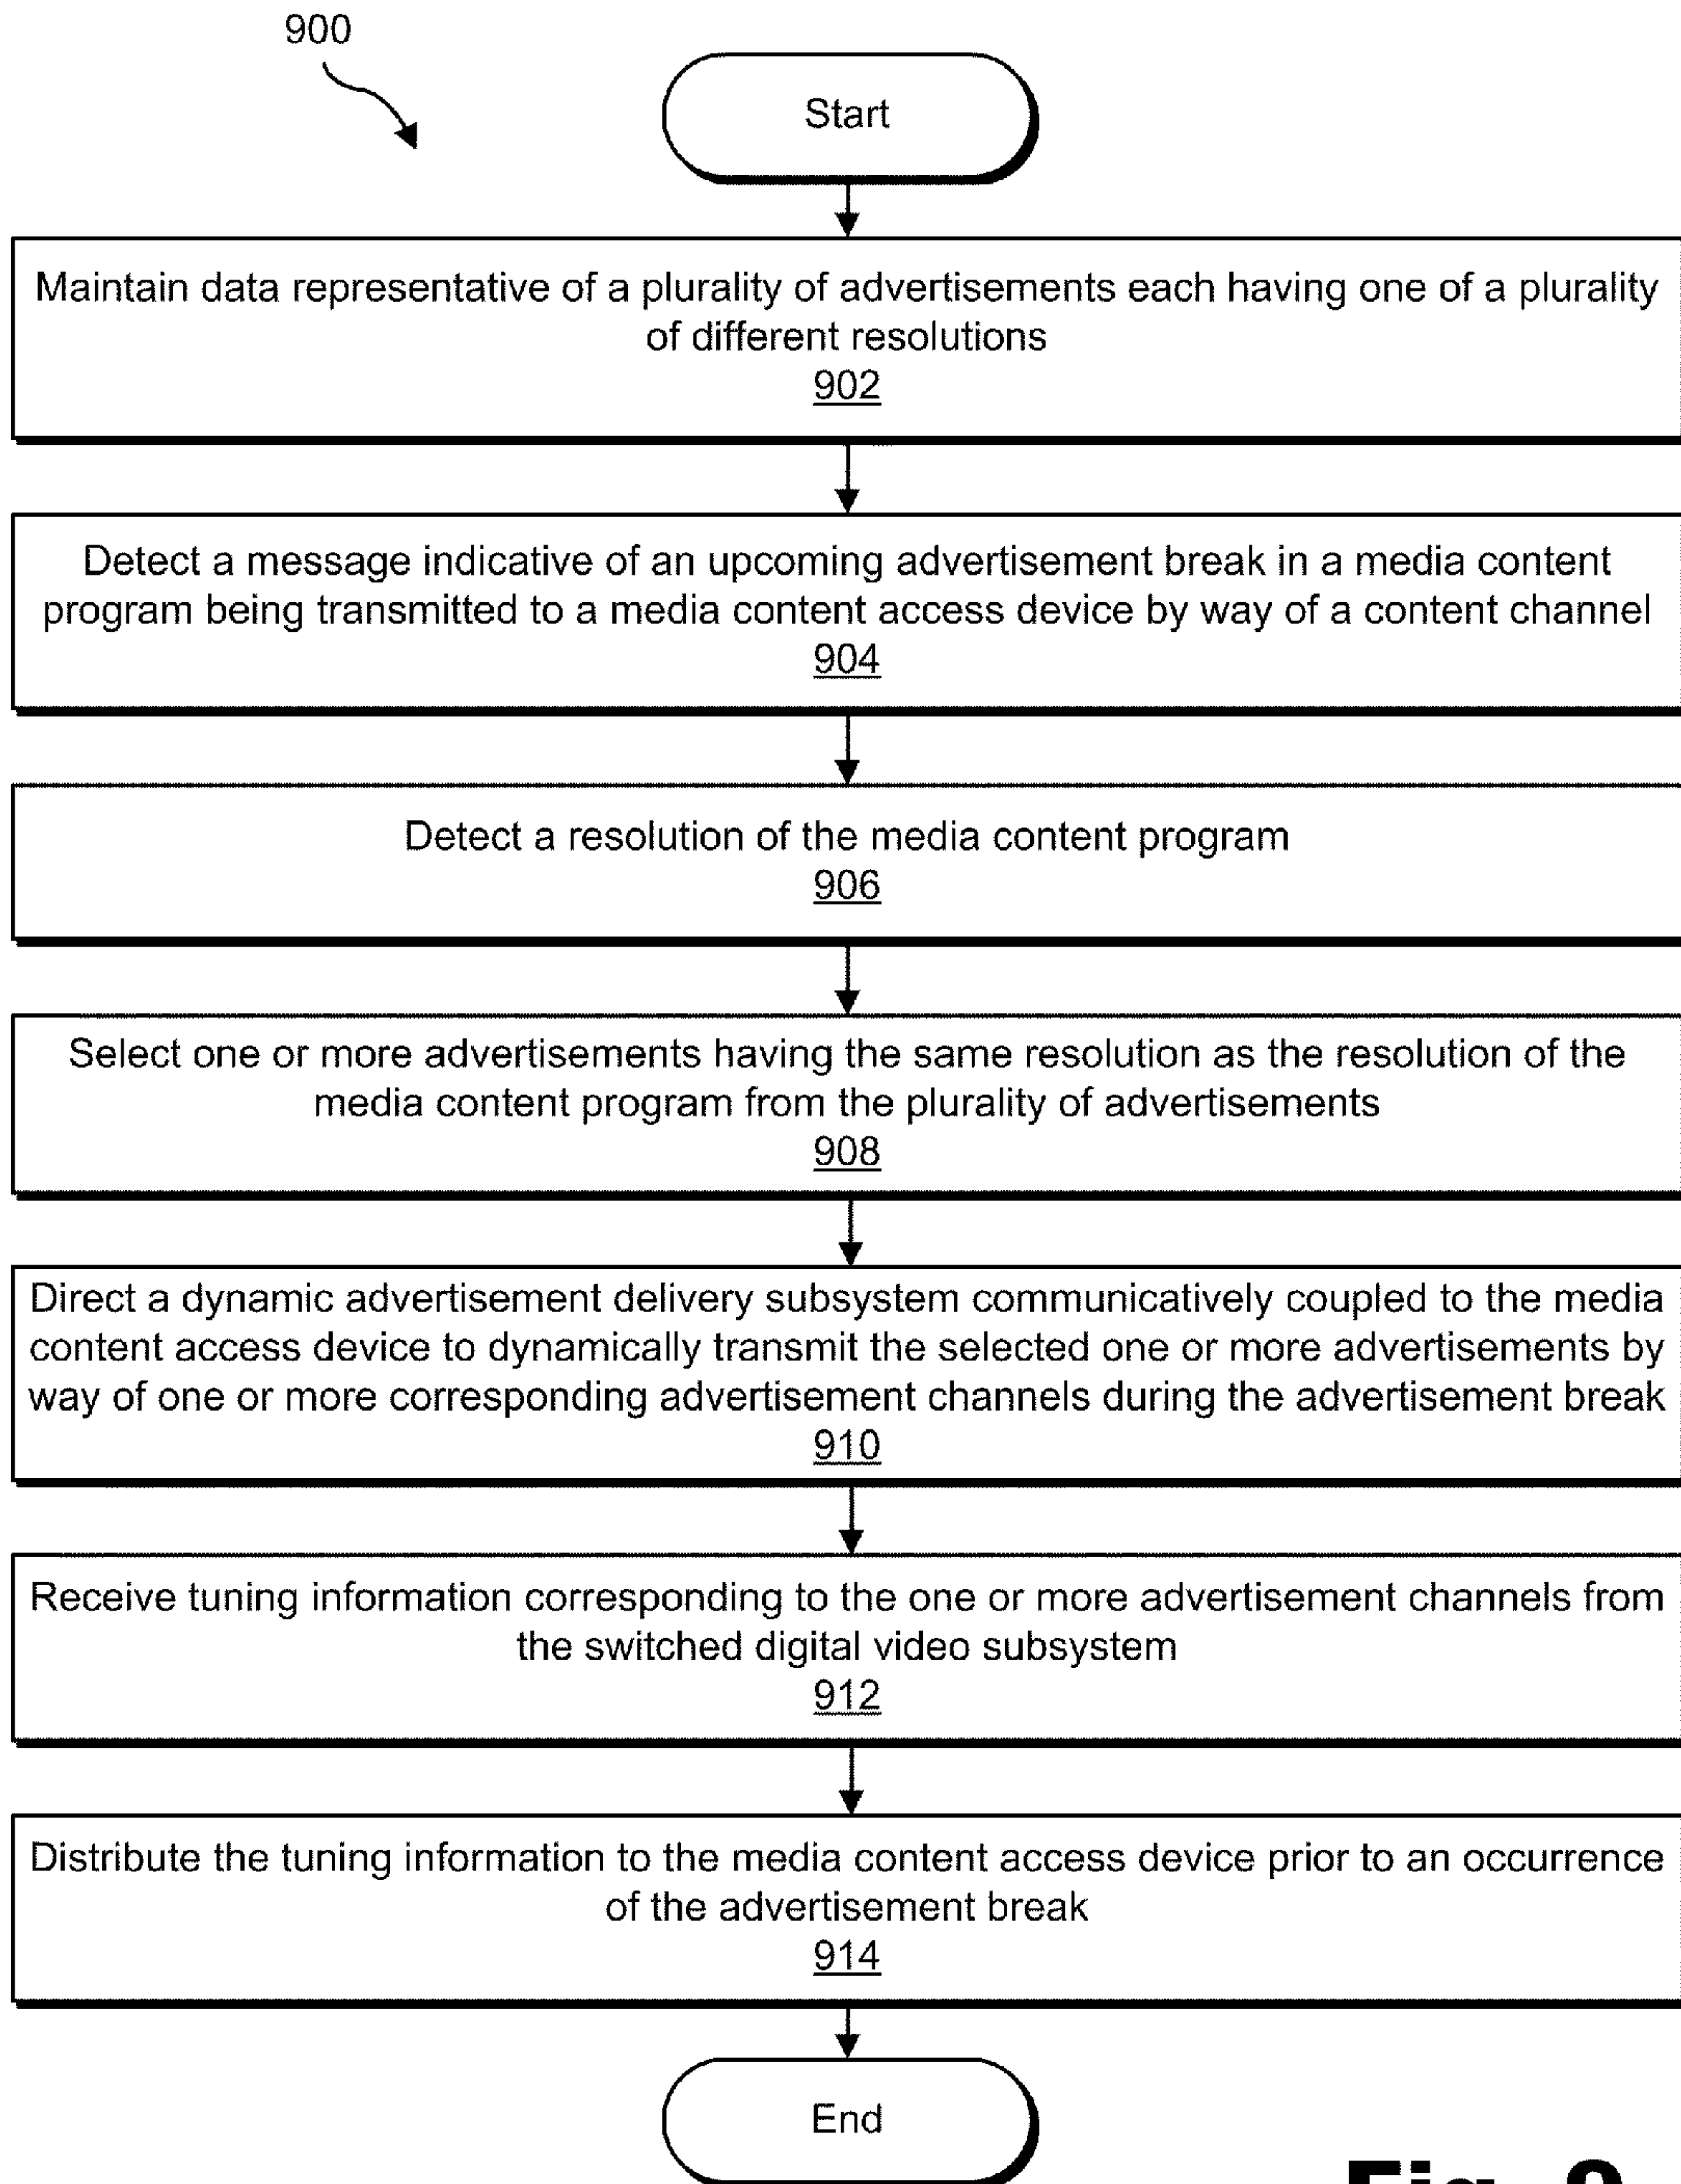 900
Start
Maintain data representative of a plurality of advertisements each having one of a plurality
of different resolutions
902
Detect a message indicative of an upcoming advertisement break in a media content
program being transmitted to a media content access device by way of a content channel
904
Detect a resolution of the media content program
906
Select one or more advertisements having the same resolution as the resolution of the
media content program from the plurality of advertisements
908
Direct a dynamic advertisement delivery subsystem communicatively coupled to the media
content access device to dynamically transmit the selected one or more advertisements by
way of one or more corresponding advertisement channels during the advertisement break
910
Receive tuning information corresponding to the one or more advertisement channels from
the switched digital video subsystem
912
Distribute the tuning information to the media content access device prior to an occurrence
of the advertisement break
914
End
Fig. 9